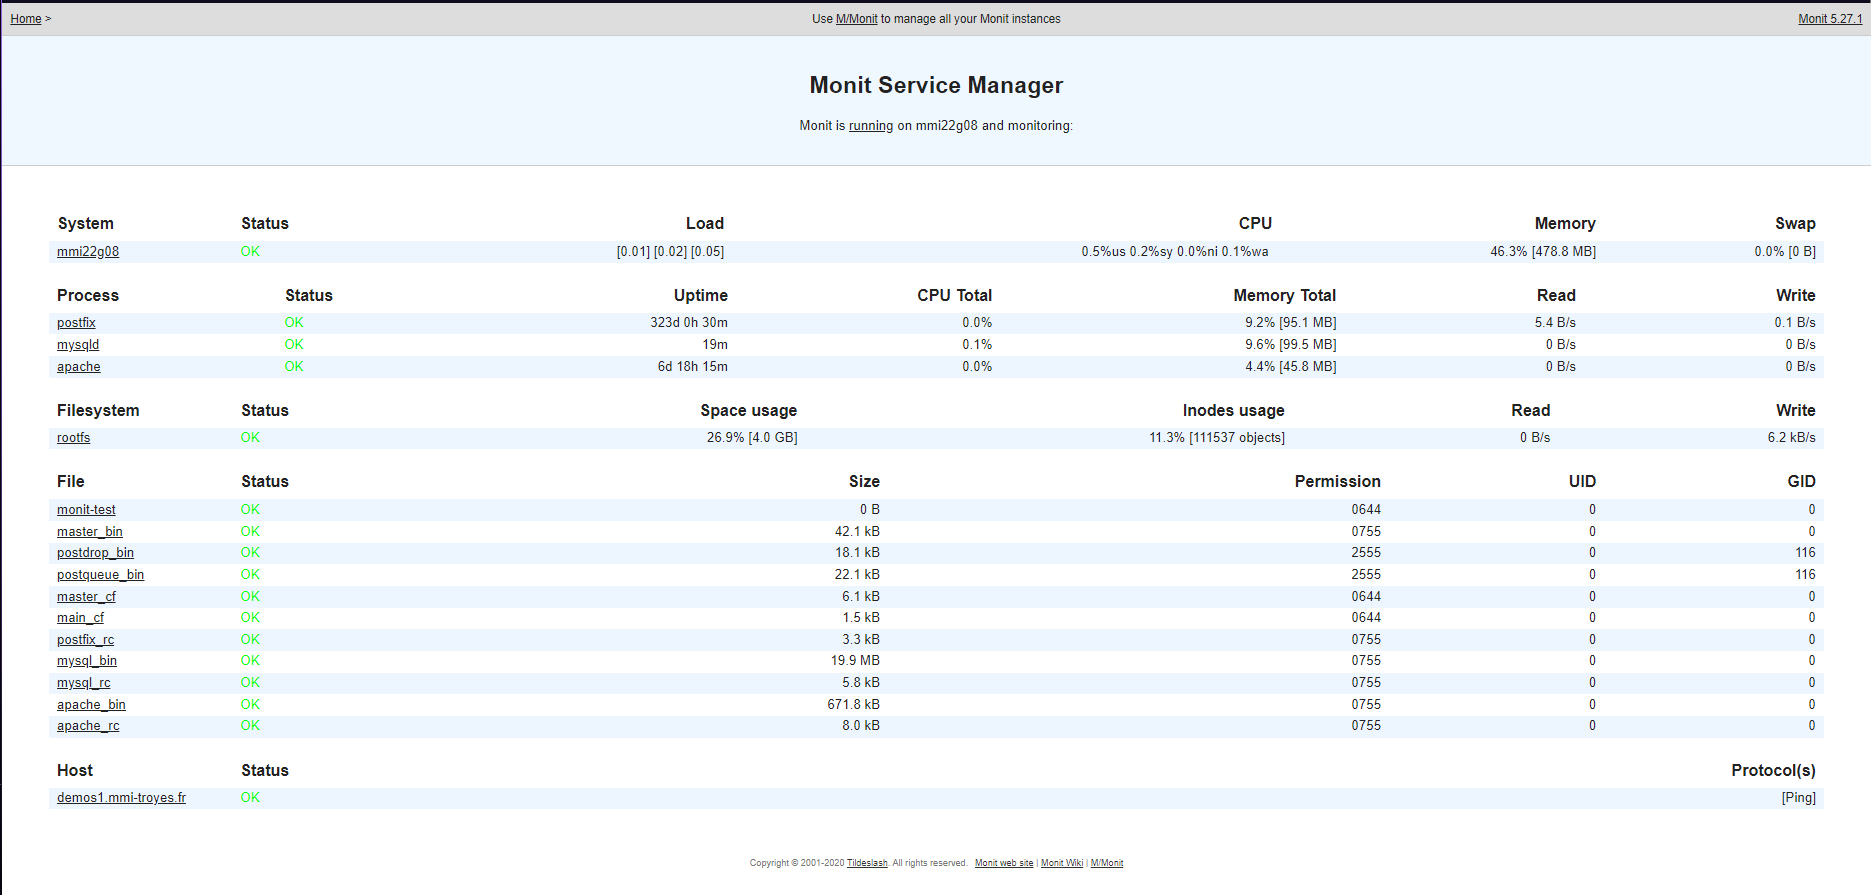 Home > Use M/Monit to manage all your Monit instances Monit 5.27.1
Monit Service Manager
Monit is running on mmi22g08 and monitoring:
System Status Load CPU Memory Swap
mmi22g08 OK [0.01] [0.02] [0.05] 0.5%us 0.2%sy 0.0%ni 0.1%wa 46.3% [478.8 MB] 0.0% [0 B]
Process Status Uptime CPU Total Memory Total Read Write
postfix OK 323d 0h 30m 0.0% 9.2% [95.1 MB] 5.4 B/s 0.1 B/s
mysqld OK 19m 0.1% 9.6% [99.5 MB] 0 B/s 0 B/s
apache OK 6d 18h 15m 0.0% 4.4% [45.8 MB] 0 B/s 0 B/s
Filesystem Status Space usage Inodes usage Read Write
rootfs OK 26.9% [4.0 GB] 11.3% [111537 objects] 0 B/s 6.2 kB/s
File Status Size Permission UID GID
monit-test OK 0 B 0644 0 0
master_bin OK 42.1 kB 0755 0 0
postdrop_bin OK 18.1 kB 2555 0 116
postqueue_bin OK 22.1 kB 2555 0 116
master_cf OK 6.1 kB 0644 0 0
main_cf OK 1.5 kB 0644 0 0
postfix_rc OK 3.3 kB 0755 0 0
mysql_bin OK 19.9 MB 0755 0 0
mysql_rc OK 5.8 kB 0755 0 0
apache_bin OK 671.8 kB 0755 0 0
apache_rc OK 8.0 kB 0755 0 0
Host Status Protocol(s)
demos1.mmi-troyes.fr OK [Ping]
Copyright © 2001-2020 Tildeslash. All rights reserved. Monit web site | Monit Wiki | M/Monit